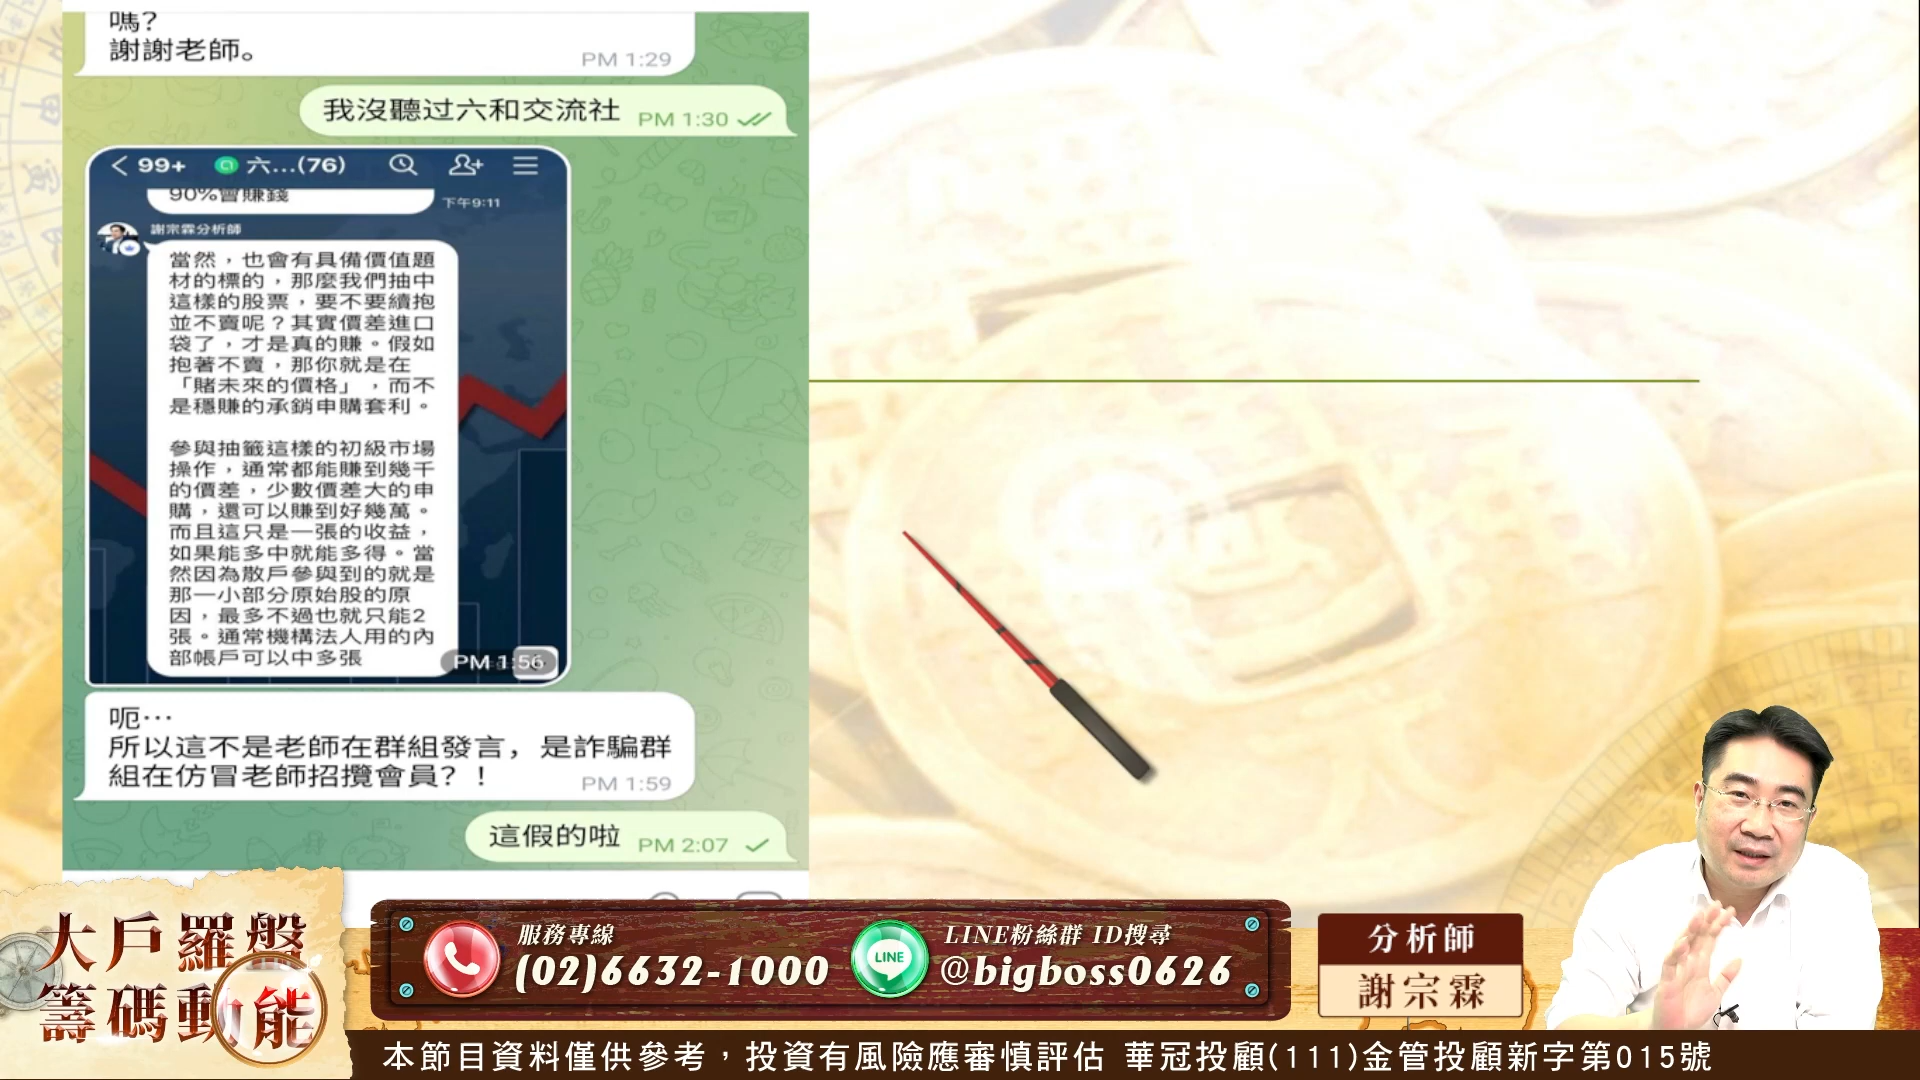 嗎?
謝謝老師。
PM 1:29
我沒聽过六和交流社
PM 1:30
99+
六...(76)
90%會賺錢
下午9:11
謝宗霖分析師
當然，也會有具備價值題
材的標的，那麼我們抽中
這樣的股票，要不要續抱
並不賣呢？其實價差進口
袋了，才是真的賺。假如
抱著不賣，那你就是在
「賭未來的價格」，而不
是穩賺的承銷申購套利。
參與抽籤這樣的初級市場
操作，通常都能賺到幾千
的價差，少數價差大的申
購，還可以賺到好幾萬。
而且這只是一張的收益，
如果能多中就能多得。當
然因為散戶參與到的就是
那一小部分原始股的原
因，最多不過也就只能2
張。通常機構法人用的內
部帳戶可以中多張
PM 1:56
呃…
所以這不是老師在群組發言，是詐騙群
組在仿冒老師招攬會員？！
PM 1:59
這假的啦
PM 2:07
大戶羅盤
籌碼動能
服務專線
(02)6632-1000
LINE
LINE粉絲群 ID搜尋
@bigboss0626
分析師
謝宗霖
本節目資料僅供參考，投資有風險應審慎評估 華冠投顧(111)金管投顧新字第015號